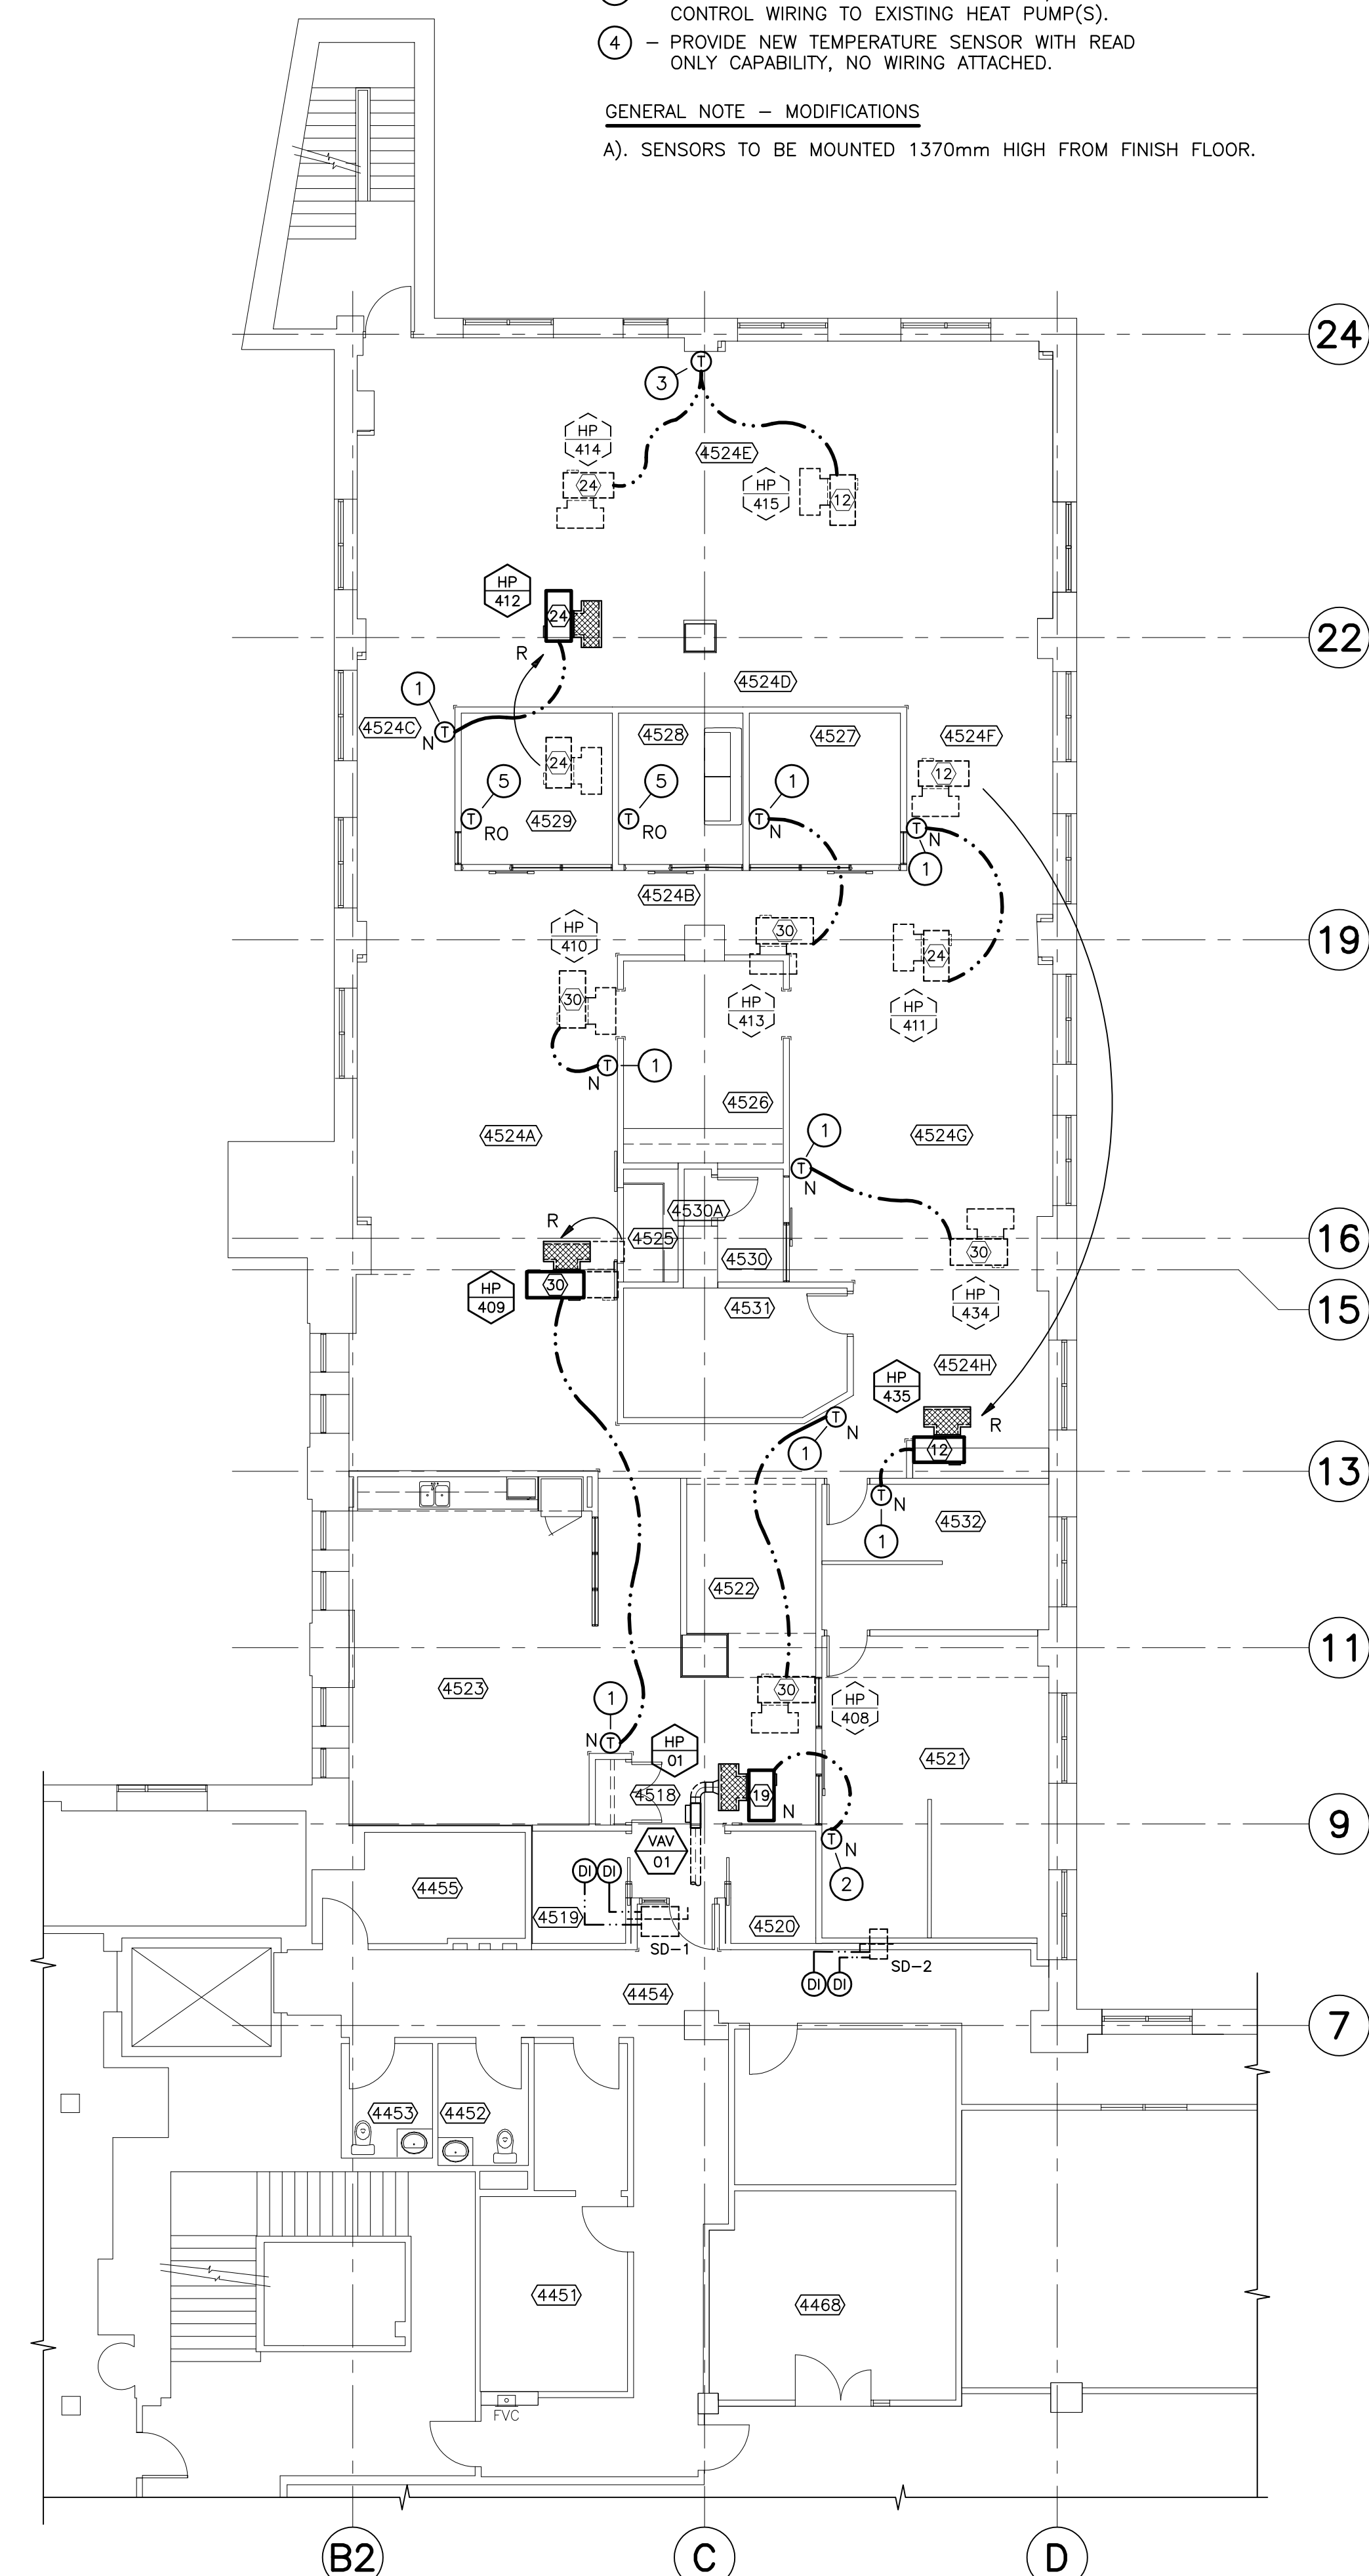 CONTROL WIRING TO EXISTING HEAT PUMP(S).
4 – PROVIDE NEW TEMPERATURE SENSOR WITH READ
ONLY CAPABILITY, NO WIRING ATTACHED.
GENERAL NOTE – MODIFICATIONS
A). SENSORS TO BE MOUNTED 1370mm HIGH FROM FINISH FLOOR.
24
T
3
HP
414
4524E
24
HP
415
12
HP
412
24
22
R
1
4524D
4524C
T
N
4528
4527
4524F
24
12
5
5
1
T
RO
4529
T
RO
T
N
T
N
1
4524B
HP
410
30
19
24
30
HP
413
HP
411
T
N
1
4526
4524A
1
4524G
T
N
4530A
R
4525
4530
16
30
HP
409
30
HP
434
15
4531
4524H
HP
435
R
T
N
1
12
13
T
N
4532
1
4522
11
4523
30
HP
408
1
N
T
HP
01
4521
4518
19
N
9
VAV
01
T
N
2
DI
DI
4455
4519
4520
SD-1
SD-2
DI
DI
4454
7
4453
4452
4451
4468
FVC
B2
C
D